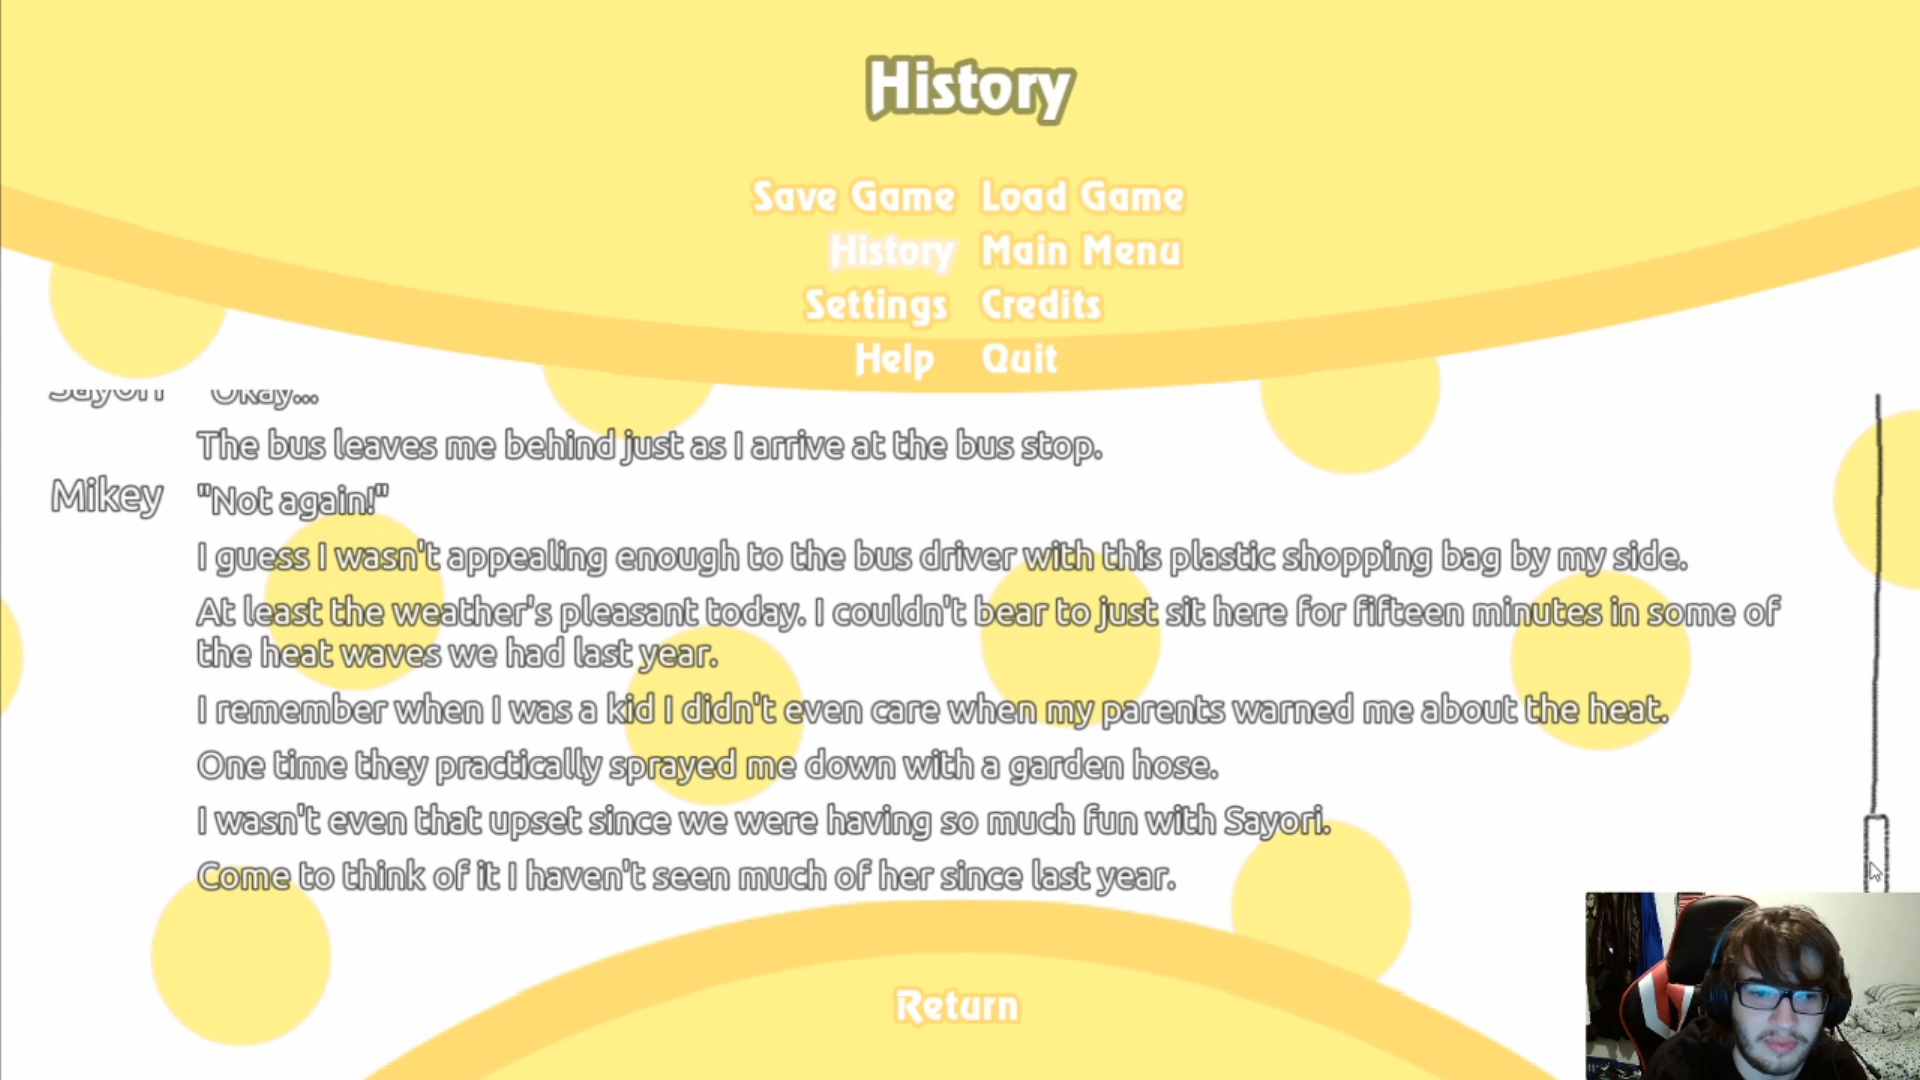 History
Save Game Load Game
History Main Menu
Settings Credits
Help Quit
Sayori "Okay...
The bus leaves me behind just as I arrive at the bus stop.
Mikey "Not again!"
I guess I wasn't appealing enough to the bus driver with this plastic shopping bag by my side.
At least the weather's pleasant today. I couldn't bear to just sit here for fifteen minutes in some of
the heat waves we had last year.
I remember when I was a kid I didn't even care when my parents warned me about the heat.
One time they practically sprayed me down with a garden hose.
I wasn't even that upset since we were having so much fun with Sayori.
Come to think of it I haven't seen much of her since last year.
Return